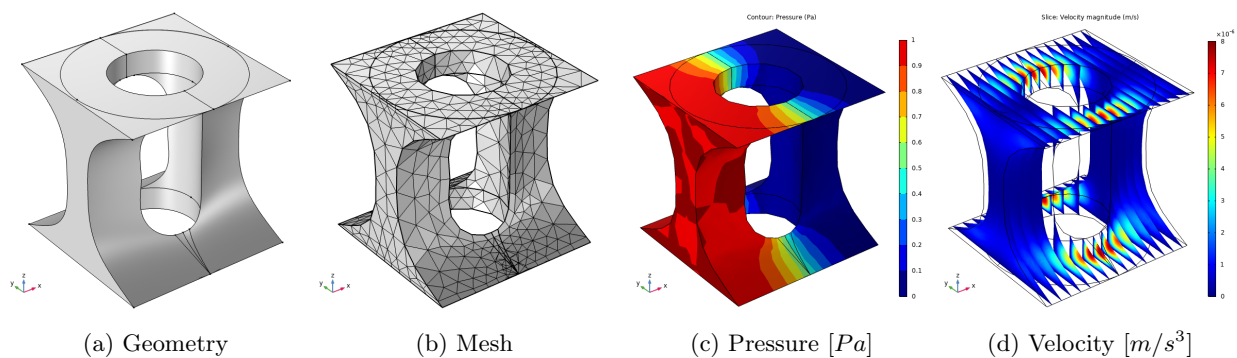 Contour: Pressure (Pa)
Slice: Velocity magnitude (m/s)
×10⁻⁶
1
0.9
0.8
0.7
0.6
0.5
0.4
0.3
0.2
0.1
0
8
7
6
5
4
3
2
1
0
z
y
x
z
y
x
z
y
x
z
y
x
(a) Geometry
(b) Mesh
(c) Pressure [Pa]
(d) Velocity [m/s³]